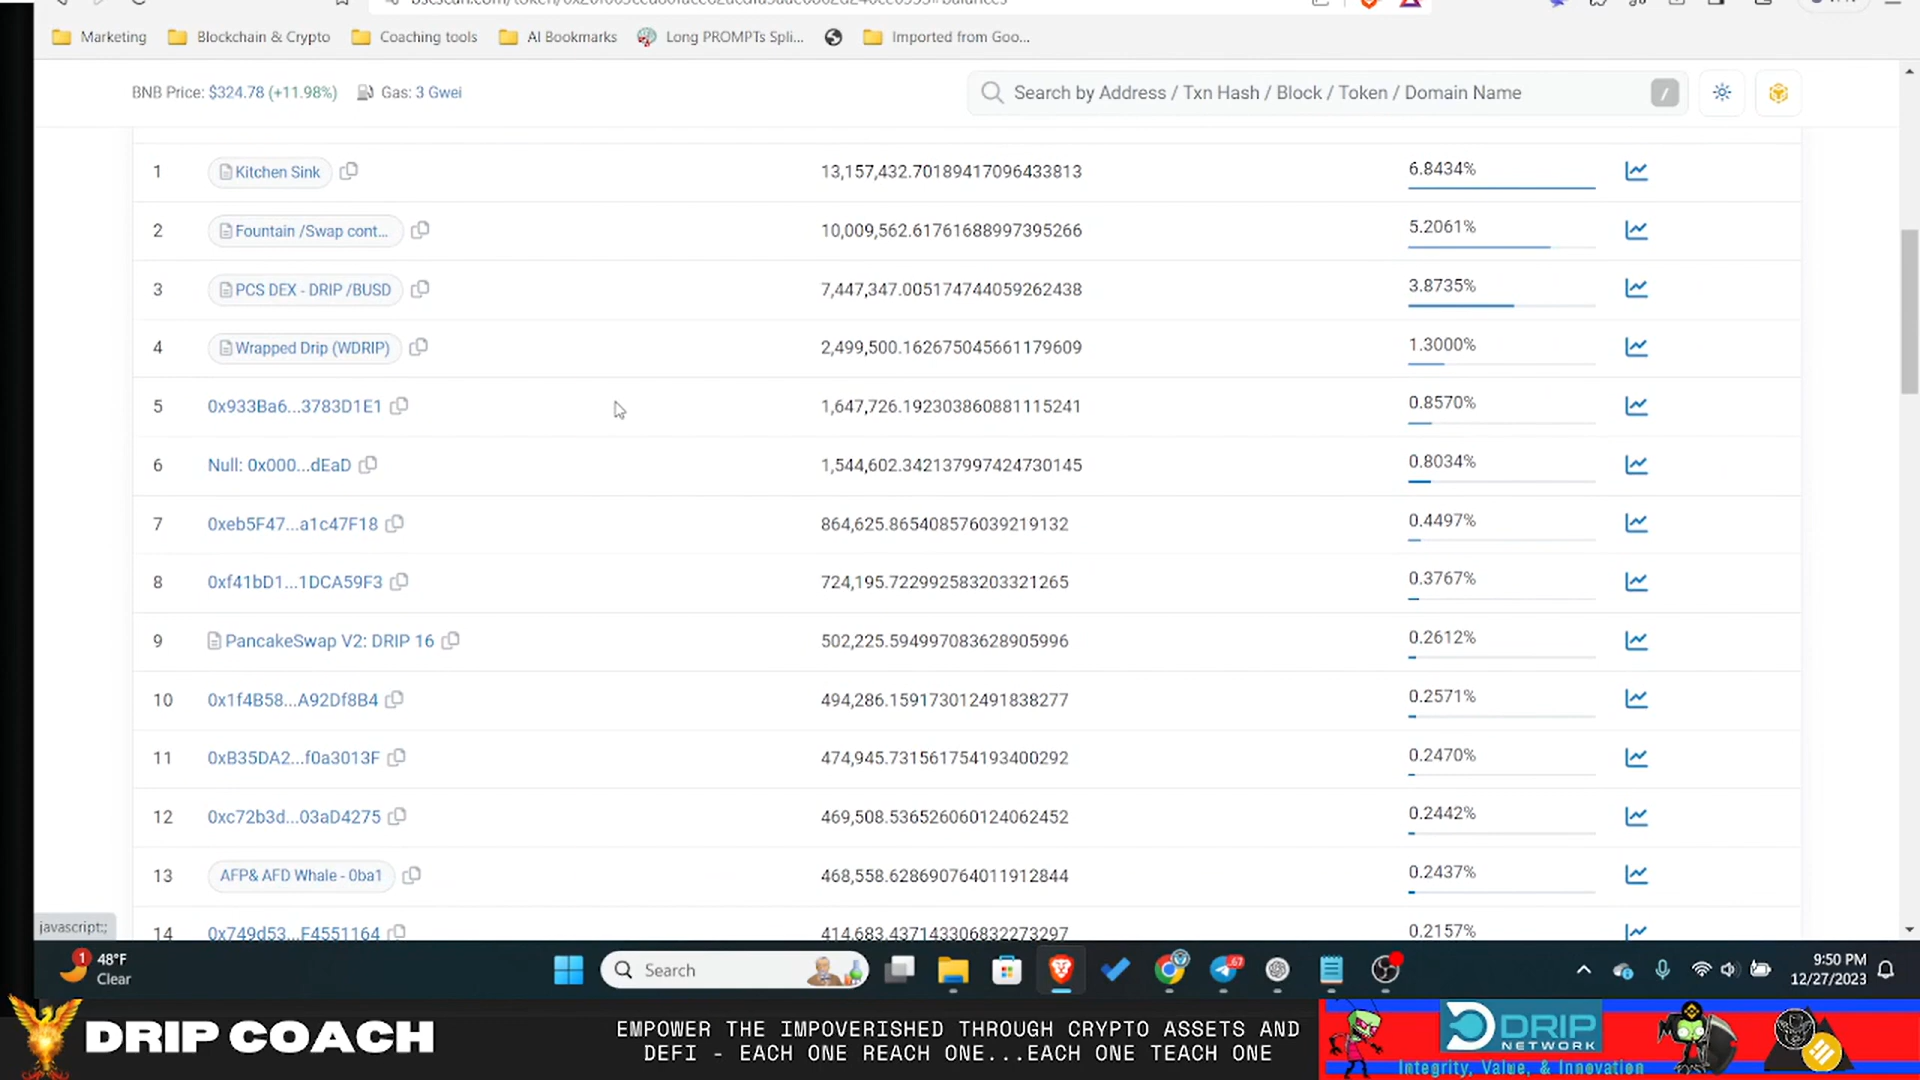 Marketing Blockchain & Crypto Coaching tools AI Bookmarks Long PROMPTs Spli... Imported from Goo...
BNB Price: $324.78 (+11.98%) Gas: 3 Gwei Search by Address / Txn Hash / Block / Token / Domain Name /
1 Kitchen Sink 13,157,432.70189417096433813 6.8434%
2 Fountain /Swap cont... 10,009,562.61761688997395266 5.2061%
3 PCS DEX - DRIP /BUSD 7,447,347.005174744059262438 3.8735%
4 Wrapped Drip (WDRIP) 2,499,500.162675045661179609 1.3000%
5 0x933Ba6...3783D1E1 1,647,726.192303860881115241 0.8570%
6 Null: 0x000...dEaD 1,544,602.342137997424730145 0.8034%
7 0xeb5F47...a1c47F18 864,625.865408576039219132 0.4497%
8 0xf41bD1...1DCA59F3 724,195.722992583203321265 0.3767%
9 PancakeSwap V2: DRIP 16 502,225.594997083628905996 0.2612%
10 0x1f4B58...A92Df8B4 494,286.159173012491838277 0.2571%
11 0xB35DA2...f0a3013F 474,945.731561754193400292 0.2470%
12 0xc72b3d...03aD4275 469,508.536526060124062452 0.2442%
13 AFP& AFD Whale - 0ba1 468,558.628690764011912844 0.2437%
14 0x749d53...F4551164 414,683.437143306832273297 0.2157%
javascript:;
1 48°F
Clear
Search
67
9:50 PM
12/27/2023
DRIP COACH
EMPOWER THE IMPOVERISHED THROUGH CRYPTO ASSETS AND
DEFI - EACH ONE REACH ONE...EACH ONE TEACH ONE
DRIP
NETWORK
Integrity, Value, & Innovation